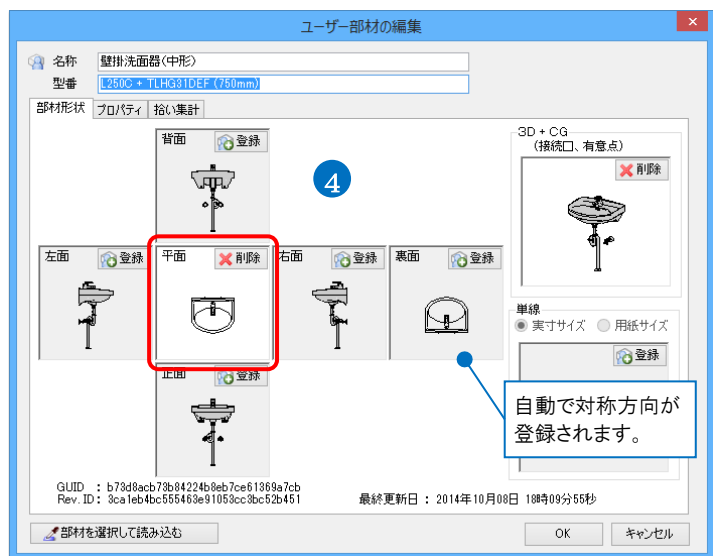 ユーザー部材の編集
名称 壁掛洗面器(中形)
型番 L250C + TLHG31DEF (750mm)
部材形状 プロパティ 拾い集計
背面 登録
4
3D + CG
(接続口、有意点)
削除
左面 登録 平面 削除 右面 登録 裏面 登録
単線
実寸サイズ 用紙サイズ
登録
正面 登録
自動で対称方向が
登録されます。
GUID : b73d8acb73b84224b8eb7ce61369a7cb
Rev. ID: 3ca1eb4bc555463e91053cc3bc52b451 最終更新日 : 2014年10月08日 18時09分55秒
部材を選択して読み込む OK キャンセル